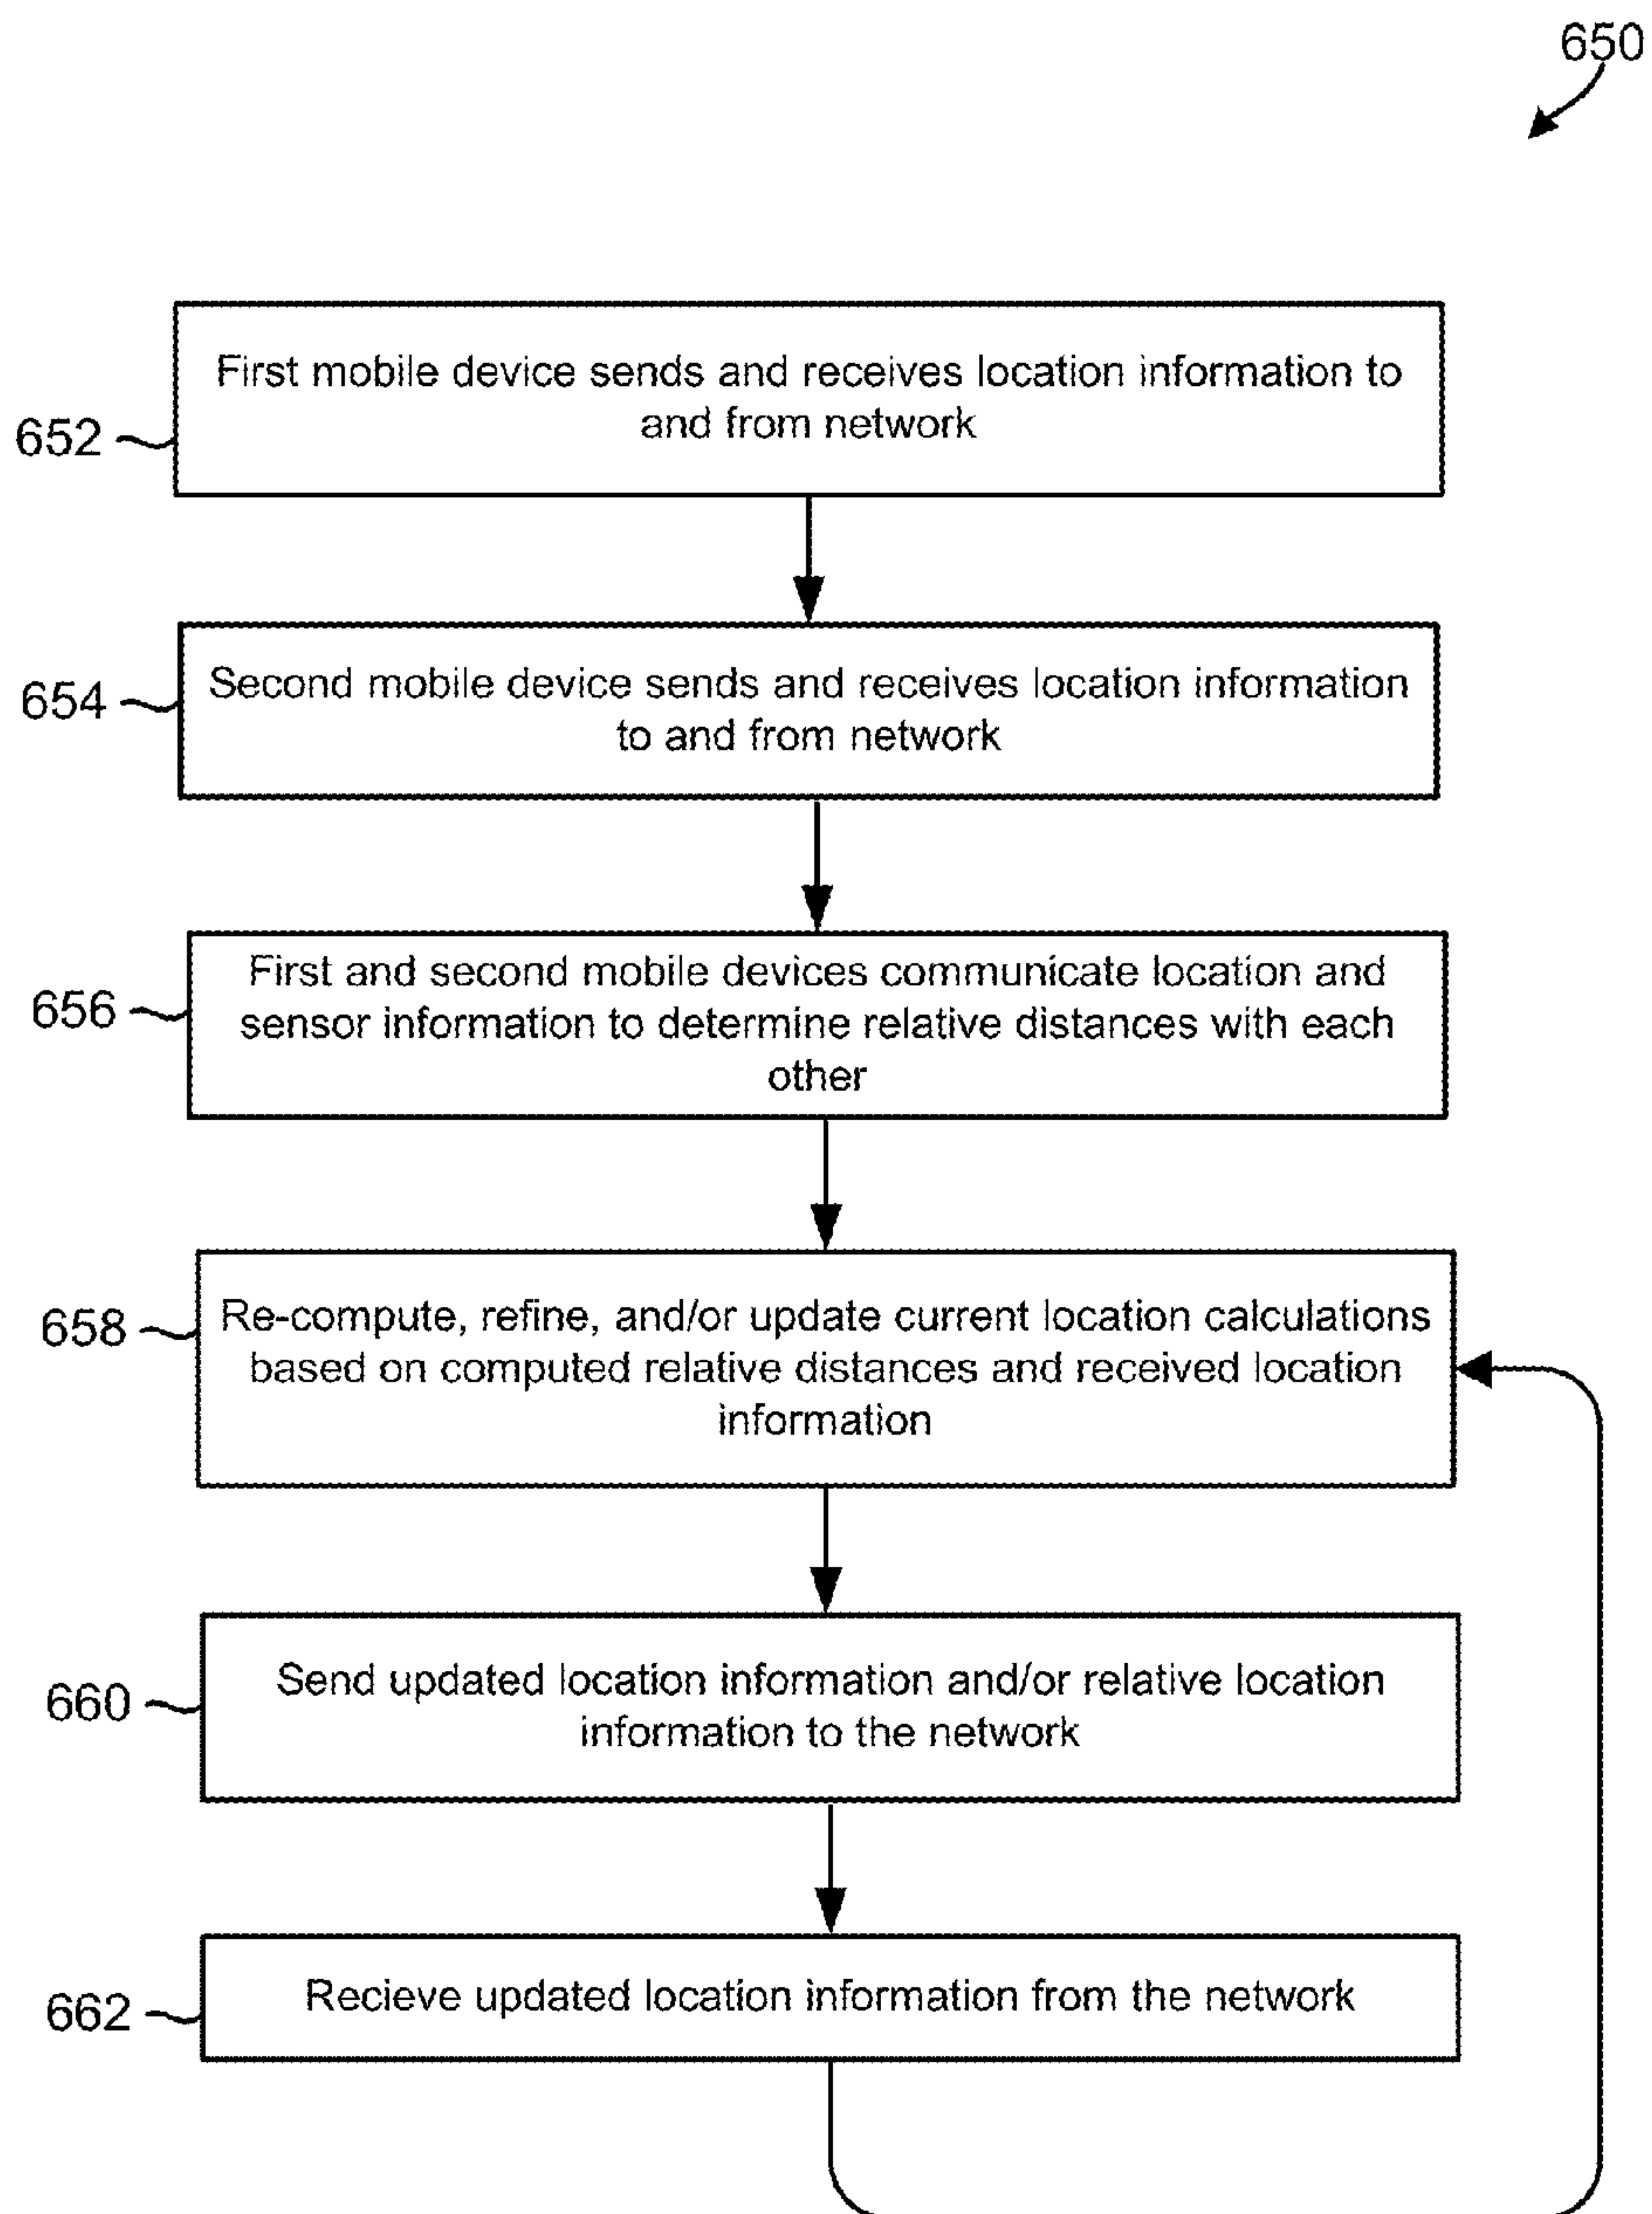 650
First mobile device sends and receives location information to
and from network
652
Second mobile device sends and receives location information
to and from network
654
First and second mobile devices communicate location and
sensor information to determine relative distances with each
other
656
Re-compute, refine, and/or update current location calculations
based on computed relative distances and received location
information
658
Send updated location information and/or relative location
information to the network
660
Recieve updated location information from the network
662